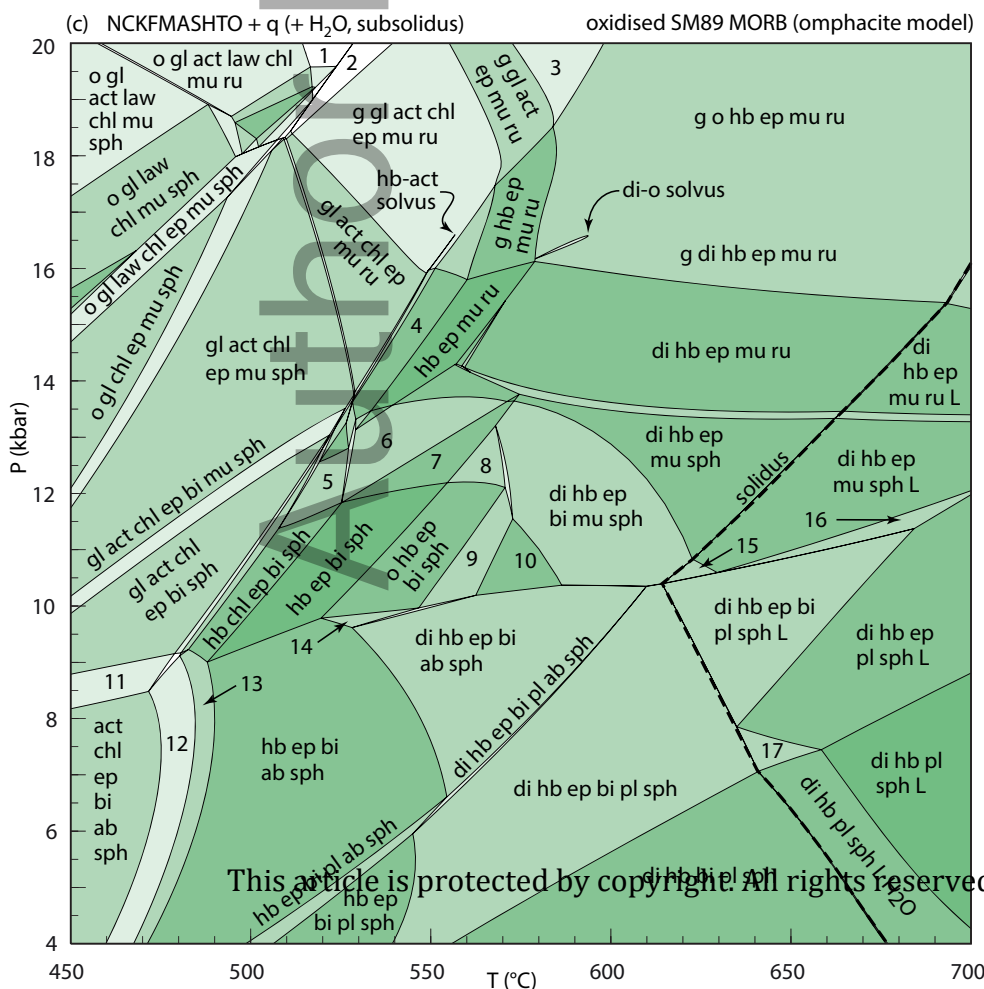 (c) NCKFMASHTO + q (+ H₂O, subsolidus)
oxidised SM89 MORB (omphacite model)
20
18
16
14
12
10
8
6
4
P (kbar)
450
500
550
600
650
700
T (°C)
o gl
act law
chl mu
sph
o gl act law chl
mu ru
1
2
3
g gl act
ep mu ru
g gl act chl
ep mu ru
g o hb ep mu ru
hb-act
solvus
di-o solvus
g hb ep
mu ru
g di hb ep mu ru
o gl law
chl mu sph
o gl law chl ep mu sph
o gl chl ep mu sph
gl act chl ep
mu ru
gl act chl
ep mu sph
4
hb ep mu ru
di hb ep mu ru
di
hb ep
mu ru L
gl act chl ep bi mu sph
5
6
7
8
di hb ep
mu sph
solidus
di hb ep
mu sph L
di hb ep
bi mu sph
16
15
gl act chl
ep bi sph
hb chl ep bi sph
hb ep bi sph
o hb ep
bi sph
9
10
11
12
13
14
di hb ep bi
ab sph
di hb ep bi
pl sph L
di hb ep
pl sph L
act
chl
ep
bi
ab
sph
hb ep bi
ab sph
di hb ep bi pl ab sph
17
di hb pl
sph L
di hb ep bi pl sph
hb ep bi pl ab sph
hb ep
bi pl sph
di hb bi pl sph
di hb pl sph L H₂O
Author
This article is protected by copyright. All rights reserved